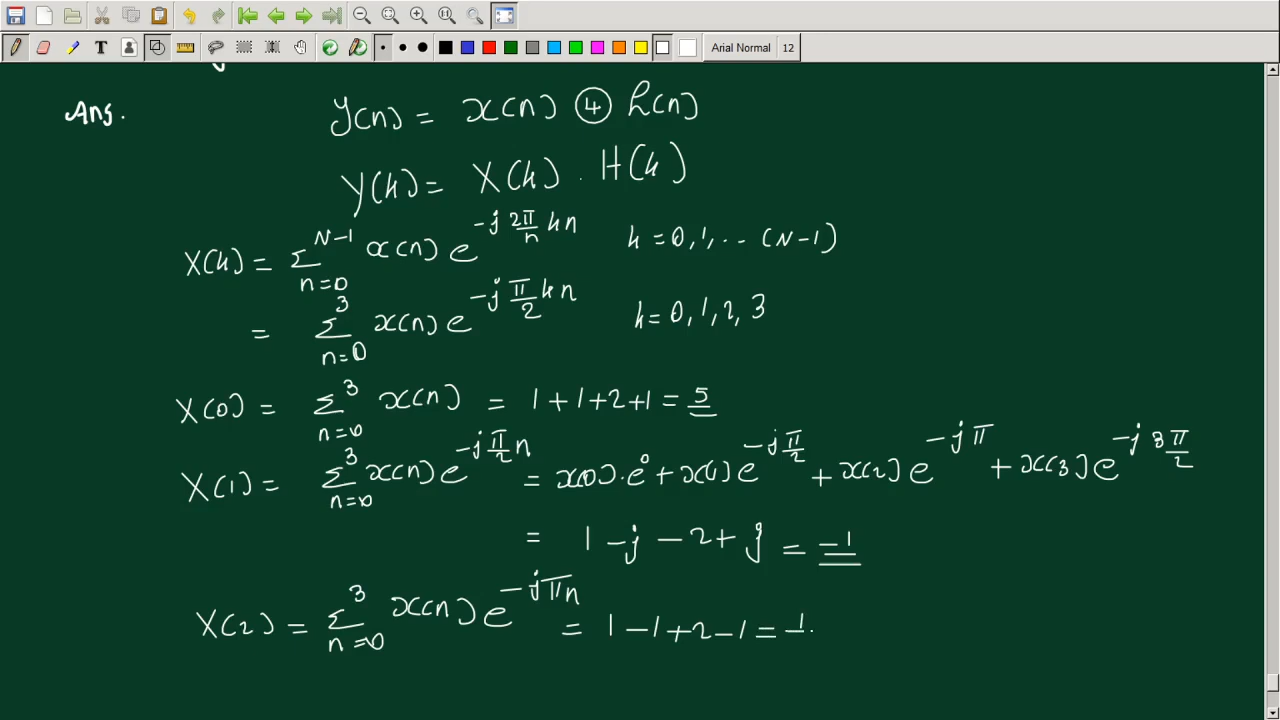 Arial Normal 12
Ans.
y(n) = x(n) ④ h(n)
Y(k) = X(k) . H(k)
X(k) = Σ_{n=0}^{N-1} x(n) e^{-j 2π/n kn} k = 0, 1, .. (N-1)
= Σ_{n=0}^{3} x(n) e^{-j π/2 kn} k = 0, 1, 2, 3
X(0) = Σ_{n=0}^{3} x(n) = 1+1+2+1 = 5
X(1) = Σ_{n=0}^{3} x(n) e^{-j π/2 n} = x(0).e^0 + x(1) e^{-j π/2} + x(2) e^{-jπ} + x(3) e^{-j 3π/2}
= 1 - j - 2 + j = -1
X(2) = Σ_{n=0}^{3} x(n) e^{-jπn} = 1 - 1 + 2 - 1 = 1.